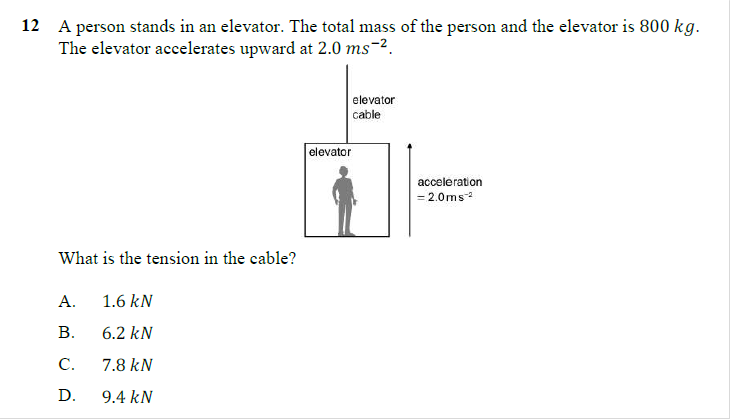 12 A person stands in an elevator. The total mass of the person and the elevator is 800 kg.
The elevator accelerates upward at 2.0 ms⁻².
elevator
cable
elevator
acceleration
= 2.0 m s⁻²
What is the tension in the cable?
A. 1.6 kN
B. 6.2 kN
C. 7.8 kN
D. 9.4 kN